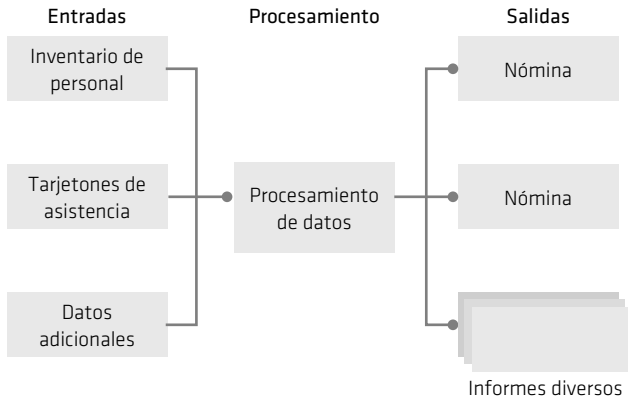 Entradas
Procesamiento
Salidas
Inventario de
personal
Nómina
Tarjetones de
asistencia
Procesamiento
de datos
Nómina
Datos
adicionales
Informes diversos